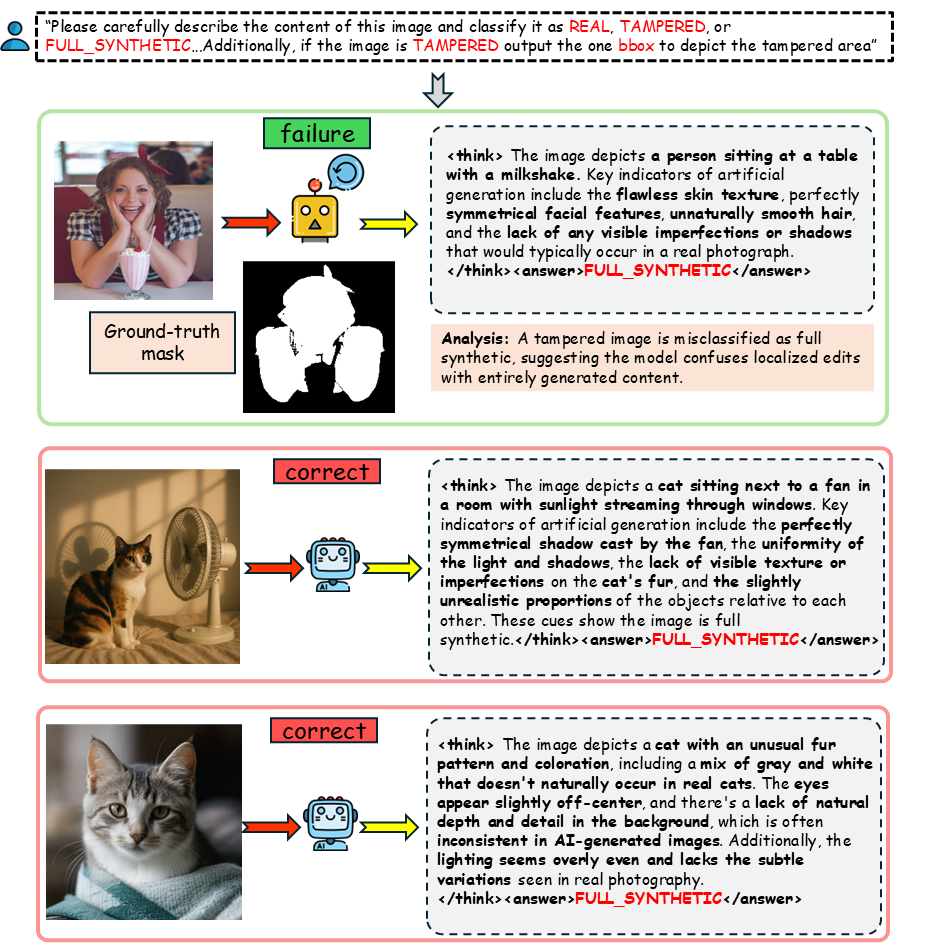 “Please carefully describe the content of this image and classify it as REAL, TAMPERED, or
FULL_SYNTHETIC...Additionally, if the image is TAMPERED output the one bbox to depict the tampered area”
failure
<think> The image depicts a person sitting at a table
with a milkshake. Key indicators of artificial
generation include the flawless skin texture, perfectly
symmetrical facial features, unnaturally smooth hair,
and the lack of any visible imperfections or shadows
that would typically occur in a real photograph.
</think><answer>FULL_SYNTHETIC</answer>
Ground-truth
mask
Analysis: A tampered image is misclassified as full
synthetic, suggesting the model confuses localized edits
with entirely generated content.
correct
<think> The image depicts a cat sitting next to a fan in
a room with sunlight streaming through windows. Key
indicators of artificial generation include the perfectly
symmetrical shadow cast by the fan, the uniformity of
the light and shadows, the lack of visible texture or
imperfections on the cat's fur, and the slightly
unrealistic proportions of the objects relative to each
other. These cues show the image is full
synthetic.</think><answer>FULL_SYNTHETIC</answer>
AI
correct
<think> The image depicts a cat with an unusual fur
pattern and coloration, including a mix of gray and white
that doesn't naturally occur in real cats. The eyes
appear slightly off-center, and there's a lack of natural
depth and detail in the background, which is often
inconsistent in AI-generated images. Additionally, the
lighting seems overly even and lacks the subtle
variations seen in real photography.
</think><answer>FULL_SYNTHETIC</answer>
AI